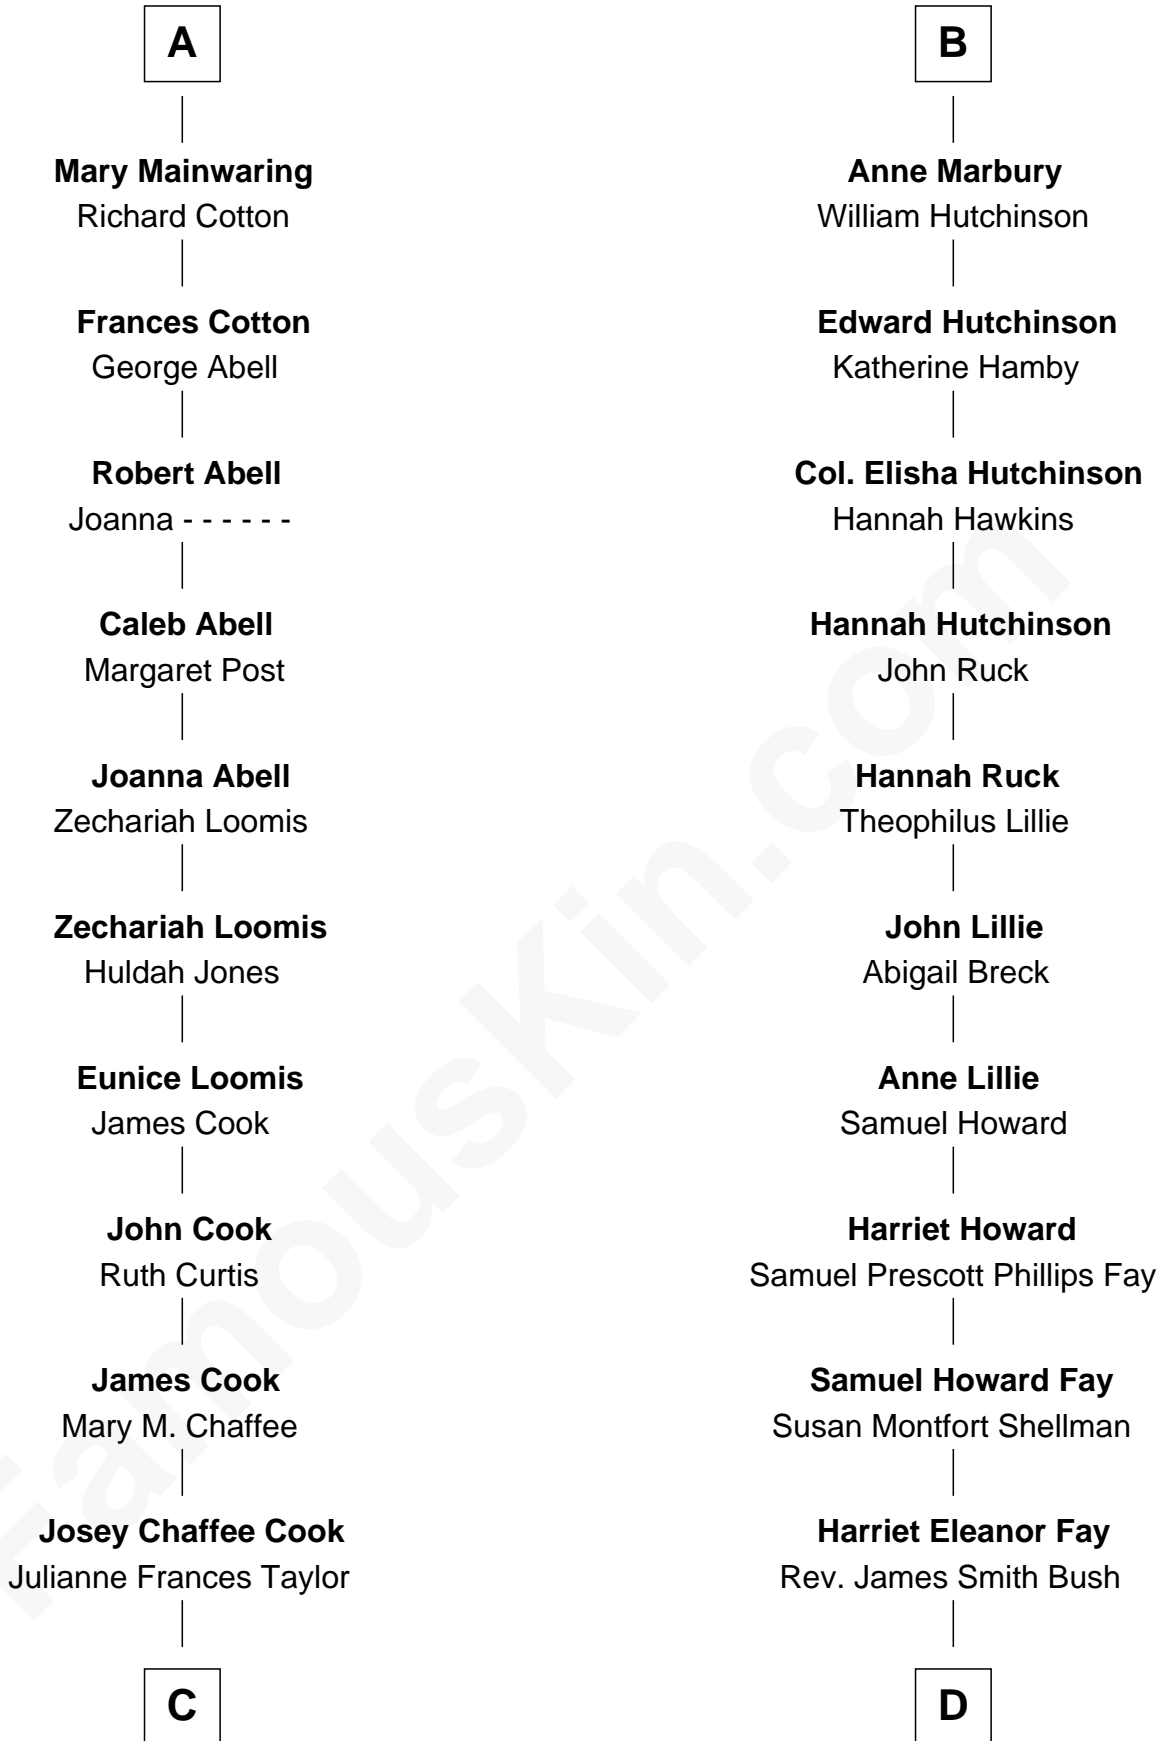 A
Mary Mainwaring
Richard Cotton
Frances Cotton
George Abell
Robert Abell
Joanna - - - - - -
Caleb Abell
Margaret Post
Joanna Abell
Zechariah Loomis
Zechariah Loomis
Huldah Jones
Eunice Loomis
James Cook
John Cook
Ruth Curtis
James Cook
Mary M. Chaffee
Josey Chaffee Cook
Julianne Frances Taylor
C
B
Anne Marbury
William Hutchinson
Edward Hutchinson
Katherine Hamby
Col. Elisha Hutchinson
Hannah Hawkins
Hannah Hutchinson
John Ruck
Hannah Ruck
Theophilus Lillie
John Lillie
Abigail Breck
Anne Lillie
Samuel Howard
Harriet Howard
Samuel Prescott Phillips Fay
Samuel Howard Fay
Susan Montfort Shellman
Harriet Eleanor Fay
Rev. James Smith Bush
D
FamousKin.com